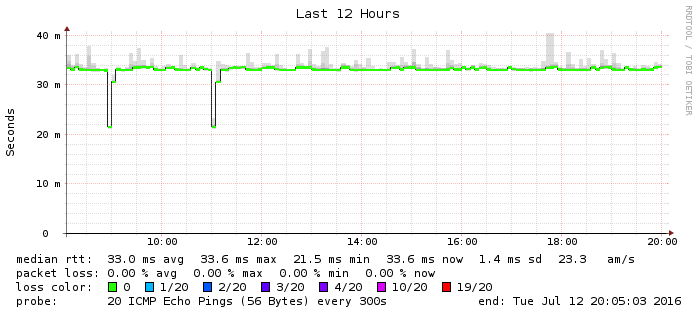 Last 12 Hours
RRDTOOL / TOBI OETIKER
Seconds
40 m
30 m
20 m
10 m
0
10:00 12:00 14:00 16:00 18:00 20:00
median rtt: 33.0 ms avg 33.6 ms max 21.5 ms min 33.6 ms now 1.4 ms sd 23.3 am/s
packet loss: 0.00 % avg 0.00 % max 0.00 % min 0.00 % now
loss color: 0 1/20 2/20 3/20 4/20 10/20 19/20
probe: 20 ICMP Echo Pings (56 Bytes) every 300s end: Tue Jul 12 20:05:03 2016